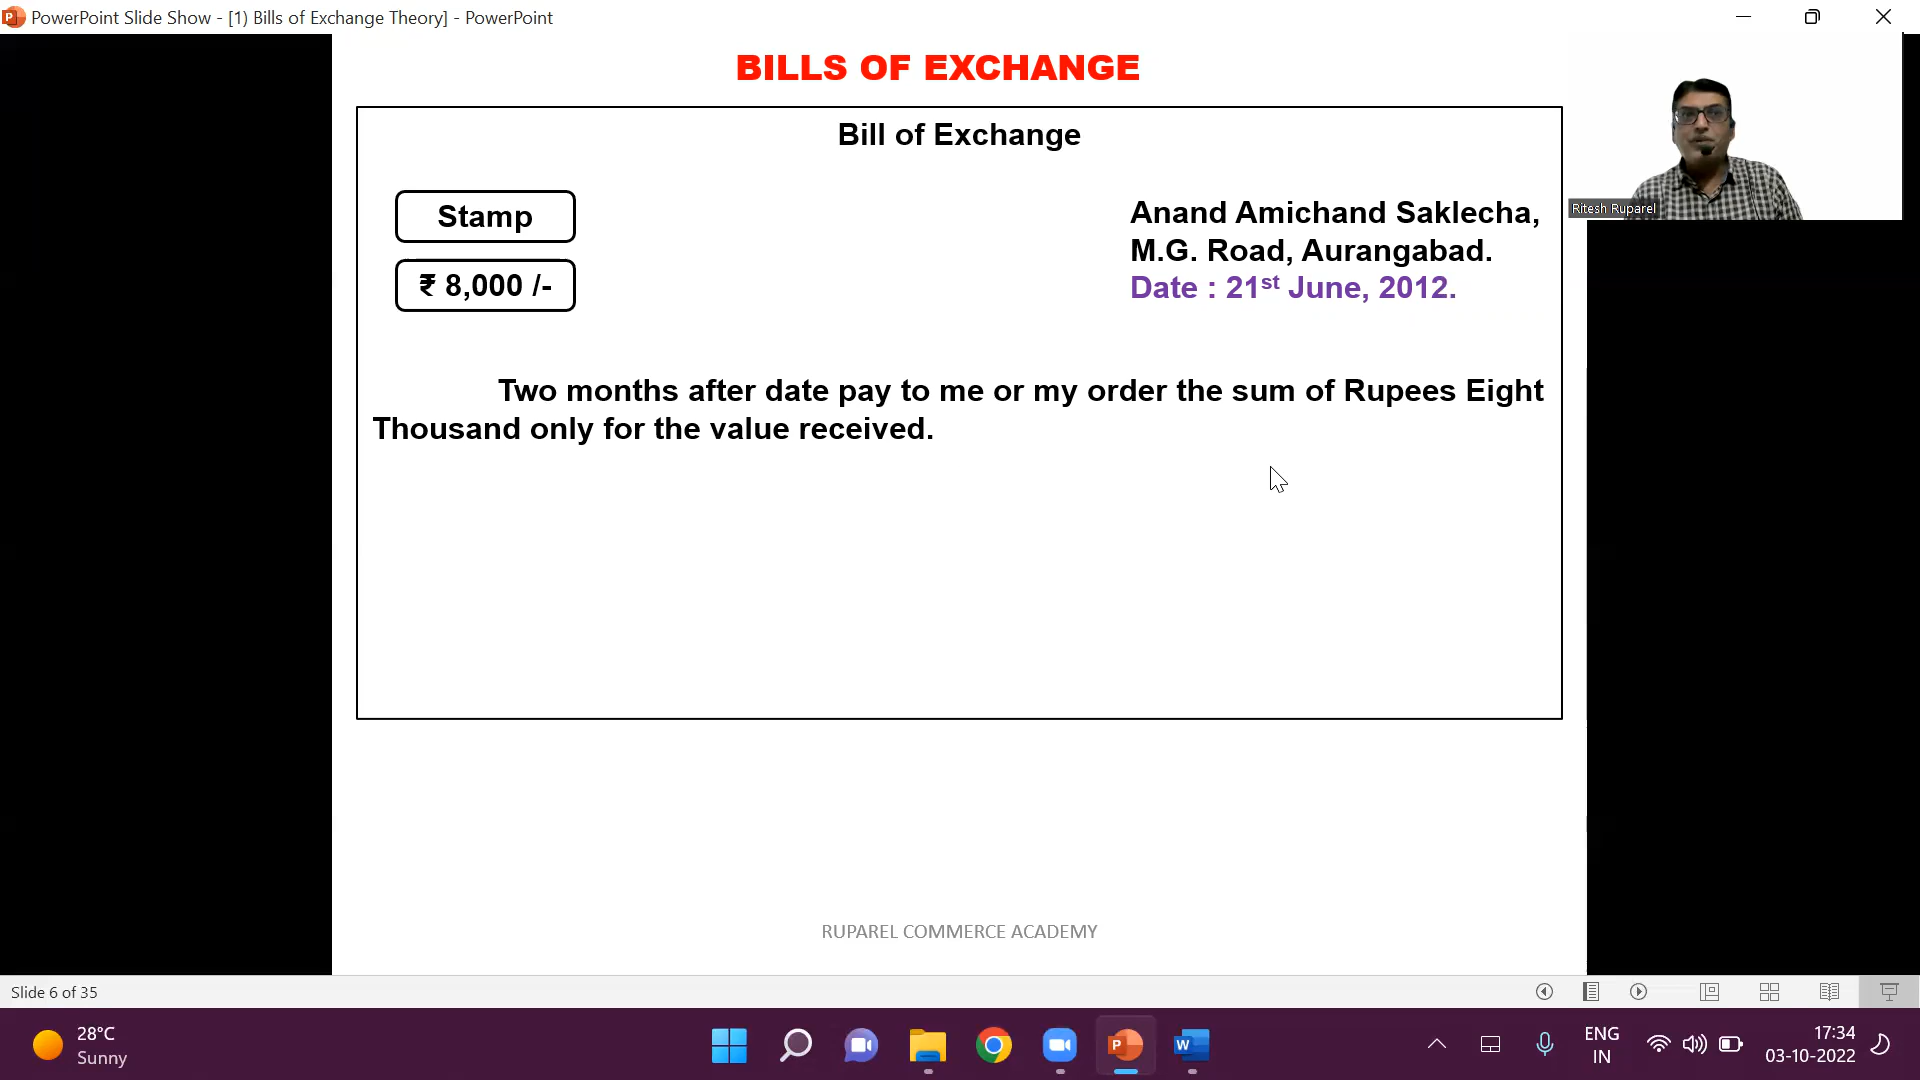 PowerPoint Slide Show - [1) Bills of Exchange Theory] - PowerPoint
BILLS OF EXCHANGE
Bill of Exchange
Stamp
₹ 8,000 /-
Anand Amichand Saklecha,
M.G. Road, Aurangabad.
Date : 21st June, 2012.
Ritesh Ruparel
Two months after date pay to me or my order the sum of Rupees Eight
Thousand only for the value received.
RUPAREL COMMERCE ACADEMY
Slide 6 of 35
28°C
Sunny
ENG
IN
17:34
03-10-2022